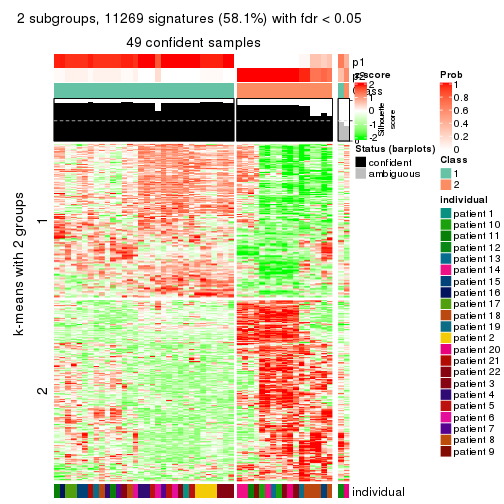 2 subgroups, 11269 signatures (58.1%) with fdr < 0.05
49 confident samples
p1
p2
Class
z-score
2
1
0
-1
-2
Silhouette
score
1
0
Prob
1
0.8
0.6
0.4
0.2
0
Status (barplots)
confident
ambiguous
Class
1
2
Individual
patient 1
patient 10
patient 11
patient 12
patient 13
patient 14
patient 15
patient 16
patient 17
patient 18
patient 19
patient 2
patient 20
patient 21
patient 22
patient 3
patient 4
patient 5
patient 6
patient 7
patient 8
patient 9
k-means with 2 groups
1
2
individual